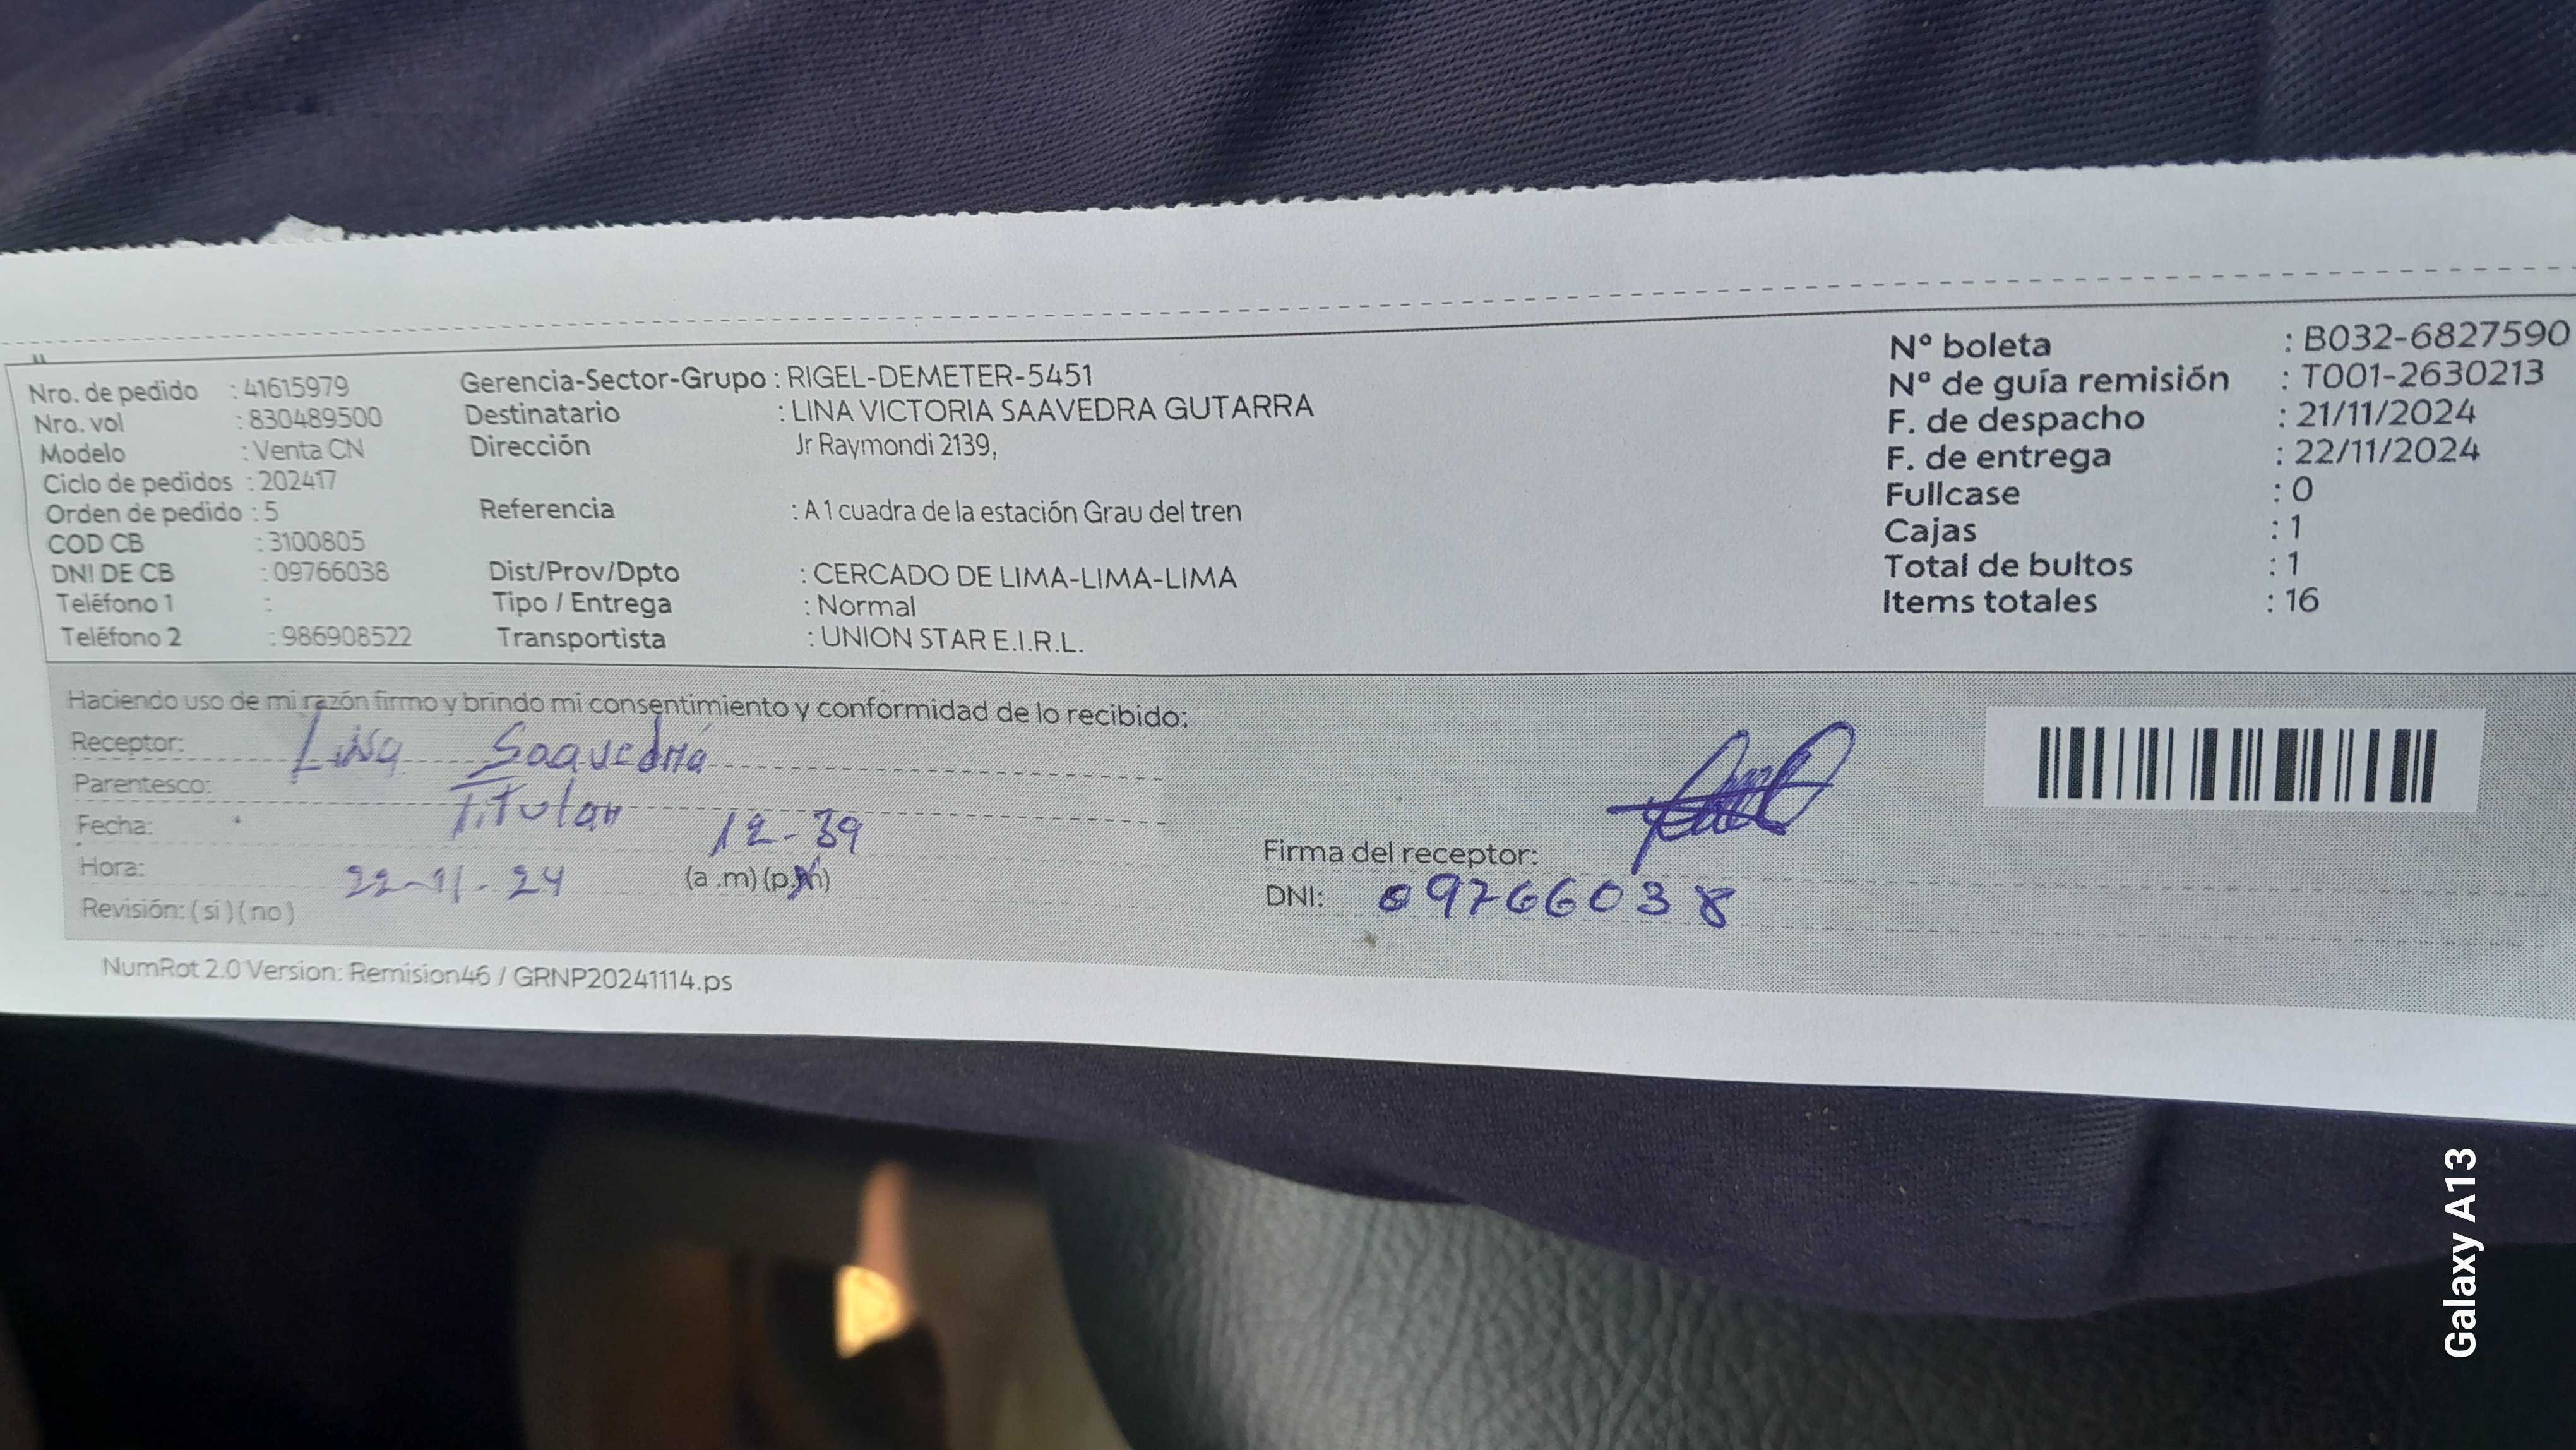 Nro. de pedido : 41615979
Nro. vol : 830489500
Modelo : Venta CN
Ciclo de pedidos : 202417
Orden de pedido : 5
COD CB : 3100805
DNI DE CB : 09766038
Teléfono 1 :
Teléfono 2 : 986908522
Gerencia-Sector-Grupo : RIGEL-DEMETER-5451
Destinatario : LINA VICTORIA SAAVEDRA GUTARRA
Dirección Jr Raymondi 2139,
Referencia : A 1 cuadra de la estación Grau del tren
Dist/Prov/Dpto : CERCADO DE LIMA-LIMA-LIMA
Tipo / Entrega : Normal
Transportista : UNION STAR E.I.R.L.
Nº boleta : B032-6827590
Nº de guía remisión : T001-2630213
F. de despacho : 21/11/2024
F. de entrega : 22/11/2024
Fullcase : 0
Cajas : 1
Total de bultos : 1
Items totales : 16
Haciendo uso de mi razón firmo y brindo mi consentimiento y conformidad de lo recibido:
Receptor: Lina Saavedra
Parentesco: Titular
Fecha: 12-39
Hora: 22-11-24 (a .m) (p.m)
Revisión: ( si ) ( no )
Firma del receptor:
DNI: 09766038
NumRot 2.0 Version: Remision46 / GRNP20241114.ps
Galaxy A13